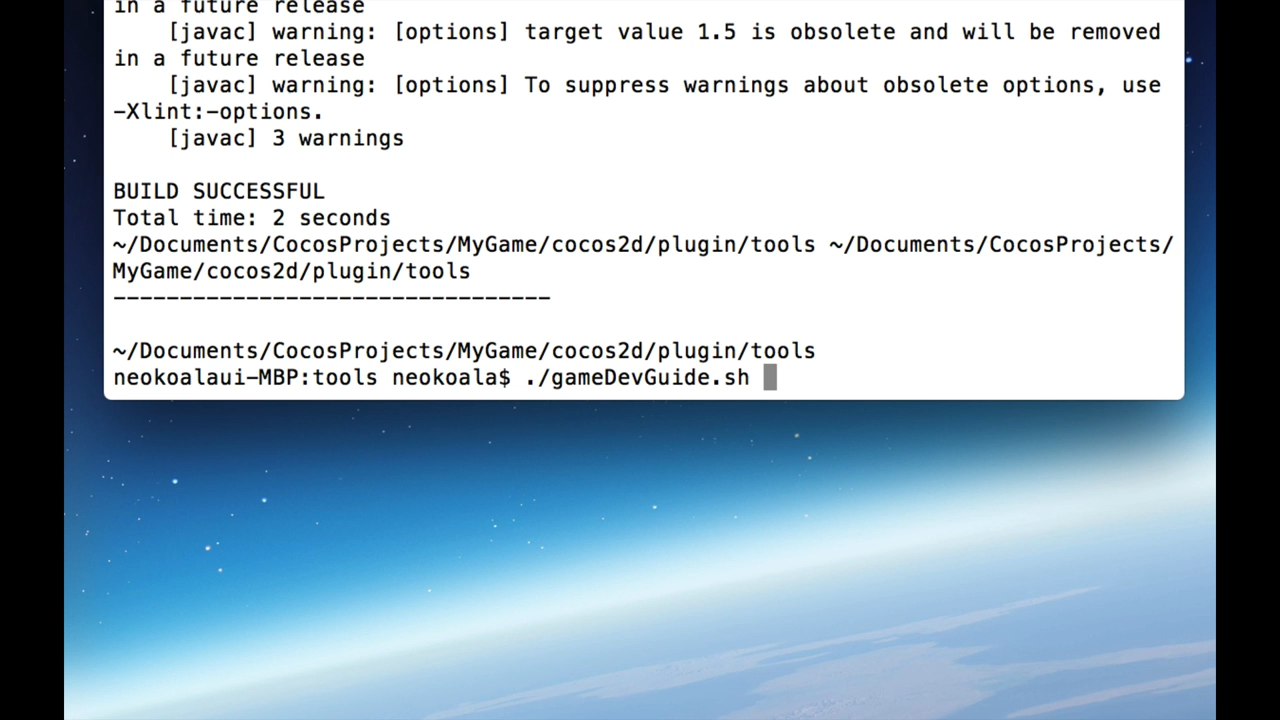 in a future release
[javac] warning: [options] target value 1.5 is obsolete and will be removed
in a future release
[javac] warning: [options] To suppress warnings about obsolete options, use
-Xlint:-options.
[javac] 3 warnings
BUILD SUCCESSFUL
Total time: 2 seconds
~/Documents/CocosProjects/MyGame/cocos2d/plugin/tools ~/Documents/CocosProjects/
MyGame/cocos2d/plugin/tools
---------------------------------
~/Documents/CocosProjects/MyGame/cocos2d/plugin/tools
neokoalaui-MBP:tools neokoala$ ./gameDevGuide.sh